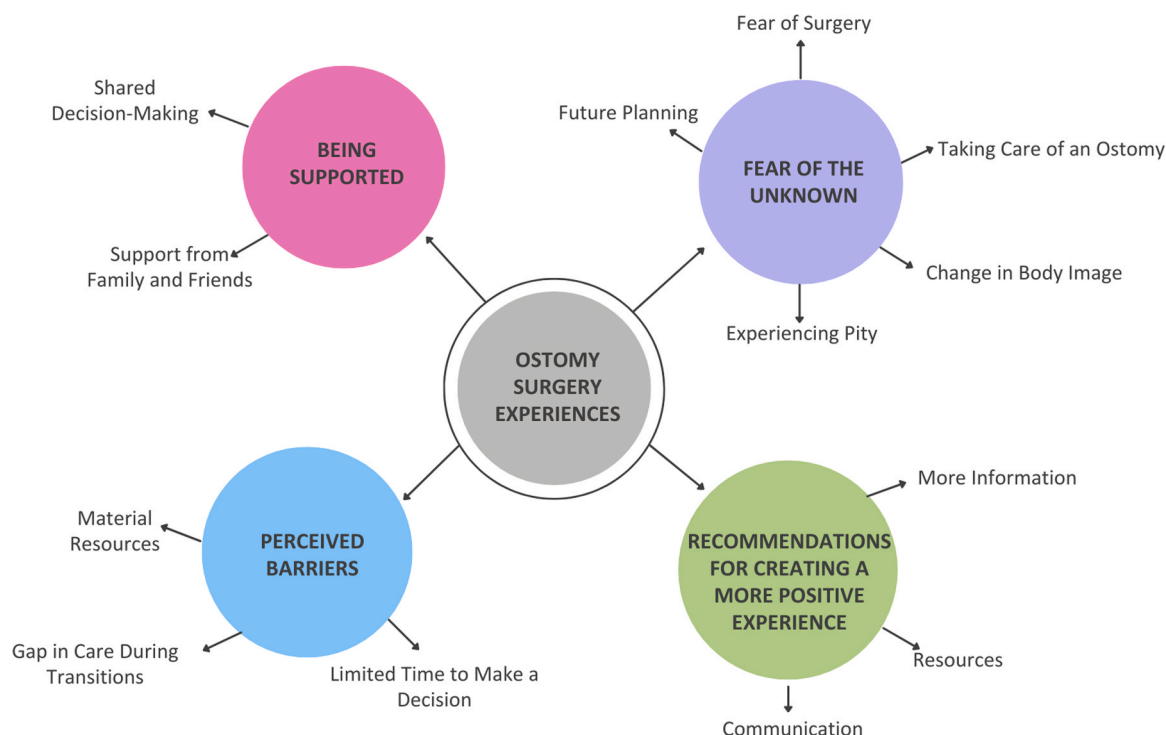 Fear of Surgery
Shared
Decision-Making
Future Planning
BEING
SUPPORTED
FEAR OF THE
UNKNOWN
Taking Care of an Ostomy
Support from
Family and Friends
Change in Body Image
Experiencing Pity
OSTOMY
SURGERY
EXPERIENCES
More Information
Material
Resources
PERCEIVED
BARRIERS
RECOMMENDATIONS
FOR CREATING A
MORE POSITIVE
EXPERIENCE
Gap in Care During
Transitions
Limited Time to Make a
Decision
Resources
Communication